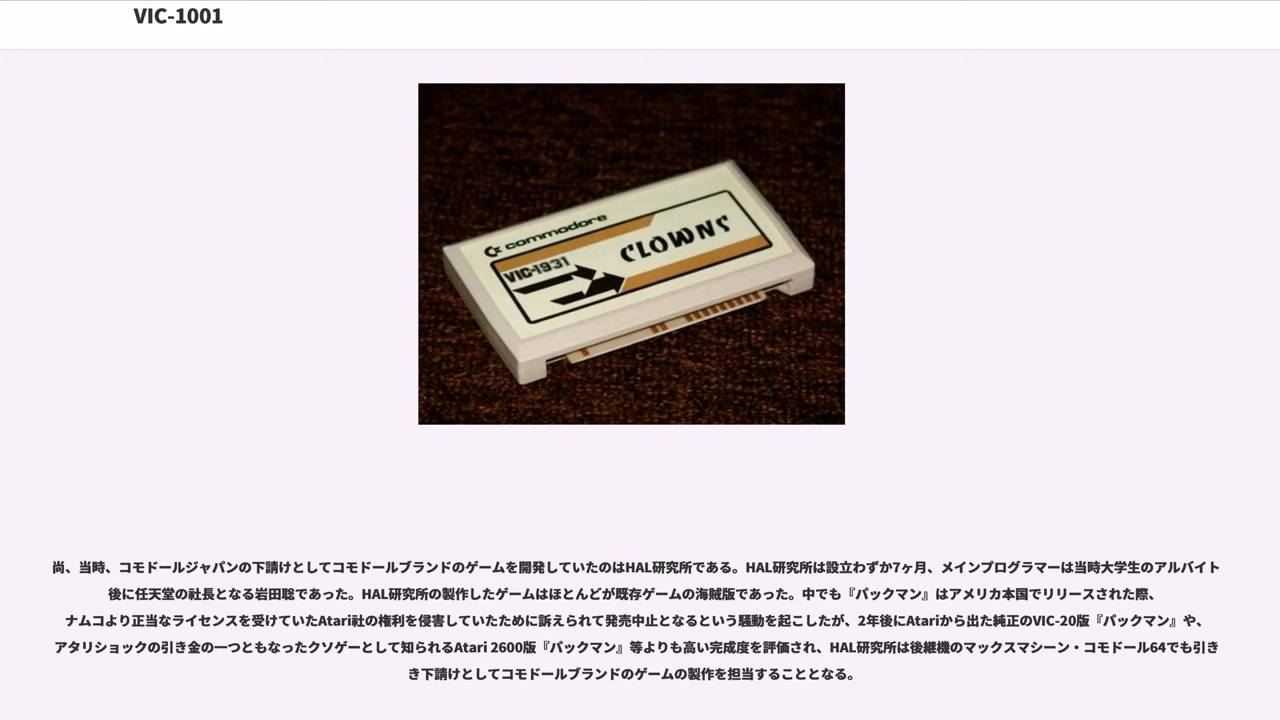 VIC-1001
commodore
CLOWNS
VIC-1931
尚、当時、コモドールジャパンの下請けとしてコモドールブランドのゲームを開発していたのはHAL研究所である。HAL研究所は設立わずか7ヶ月、メインプログラマーは当時大学生のアルバイト
後に任天堂の社長となる岩田聡であった。HAL研究所の製作したゲームはほとんどが既存ゲームの海賊版であった。中でも『パックマン』はアメリカ本国でリリースされた際、
ナムコより正当なライセンスを受けていたAtari社の権利を侵害していたために訴えられて発売中止となるという騒動を起こしたが、2年後にAtariから出た純正のVIC-20版『パックマン』や、
アタリショックの引き金の一つともなったクソゲーとして知られるAtari 2600版『パックマン』等よりも高い完成度を評価され、HAL研究所は後継機のマックスマシーン・コモドール64でも引き
き下請けとしてコモドールブランドのゲームの製作を担当することとなる。